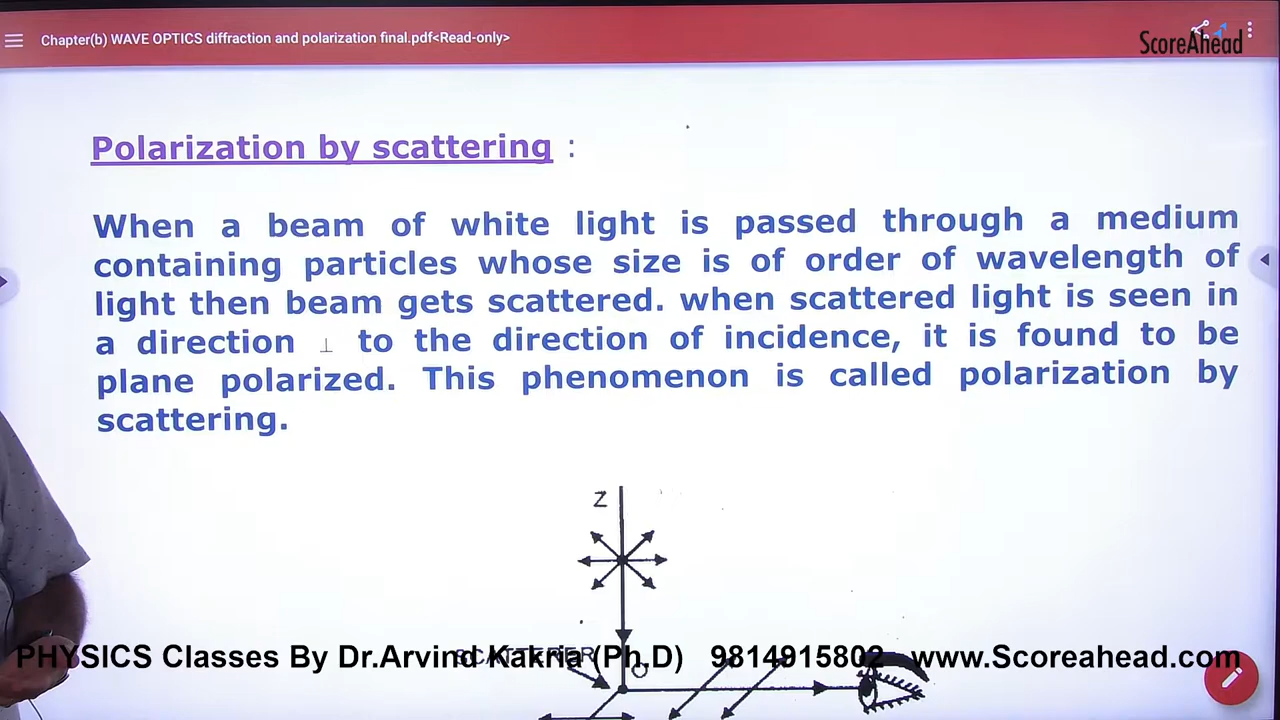 Chapter(b) WAVE OPTICS diffraction and polarization final.pdf<Read-only>
ScoreAhead
Polarization by scattering :
When a beam of white light is passed through a medium
containing particles whose size is of order of wavelength of
light then beam gets scattered. when scattered light is seen in
a direction ⊥ to the direction of incidence, it is found to be
plane polarized. This phenomenon is called polarization by
scattering.
Z
SCATTERER
O
PHYSICS Classes By Dr.Arvind Kakria (Ph.D) 9814915802 www.Scoreahead.com